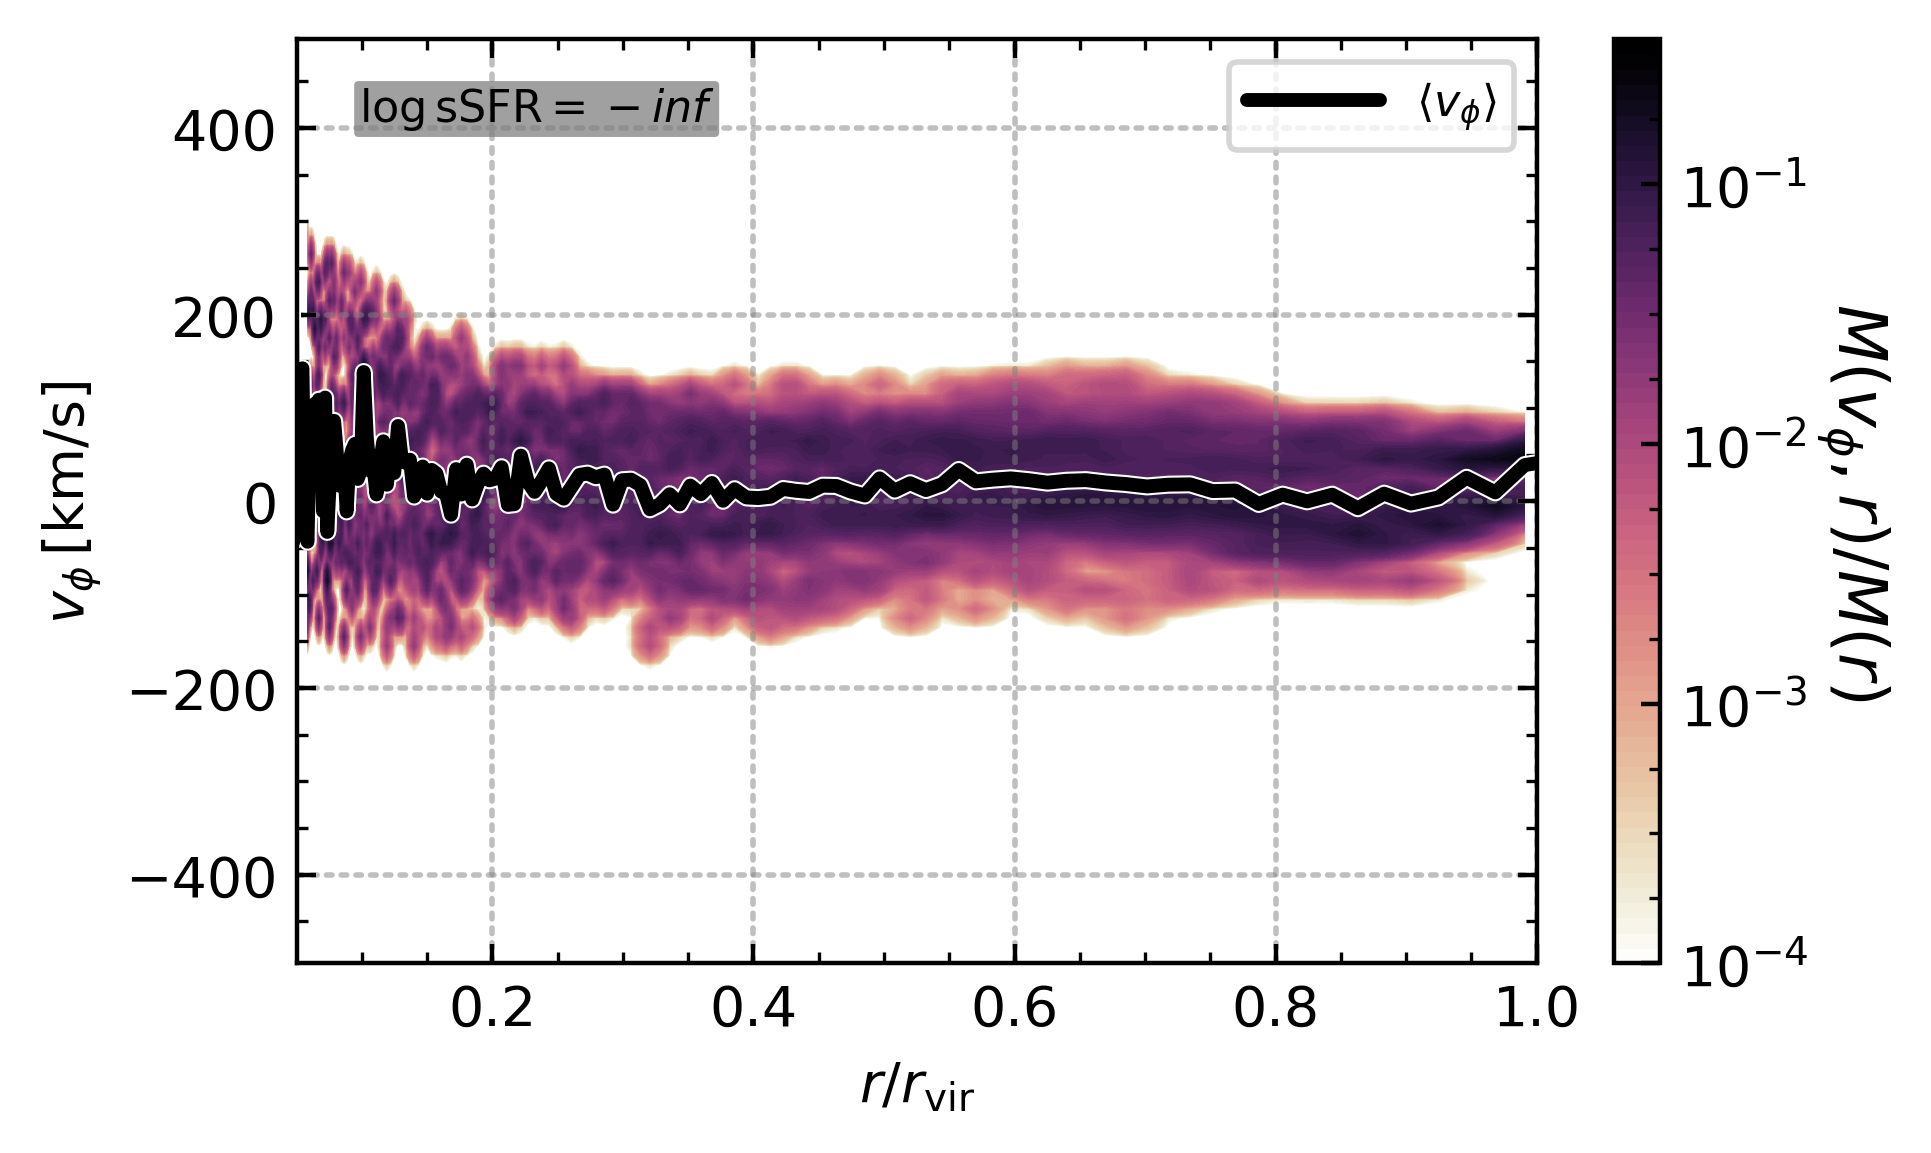 log sSFR = −inf
⟨v_ϕ⟩
400
200
0
−200
−400
v_ϕ [km/s]
0.2 0.4 0.6 0.8 1.0
r/r_vir
10⁻¹
10⁻²
10⁻³
10⁻⁴
M(v_ϕ, r)/M(r)